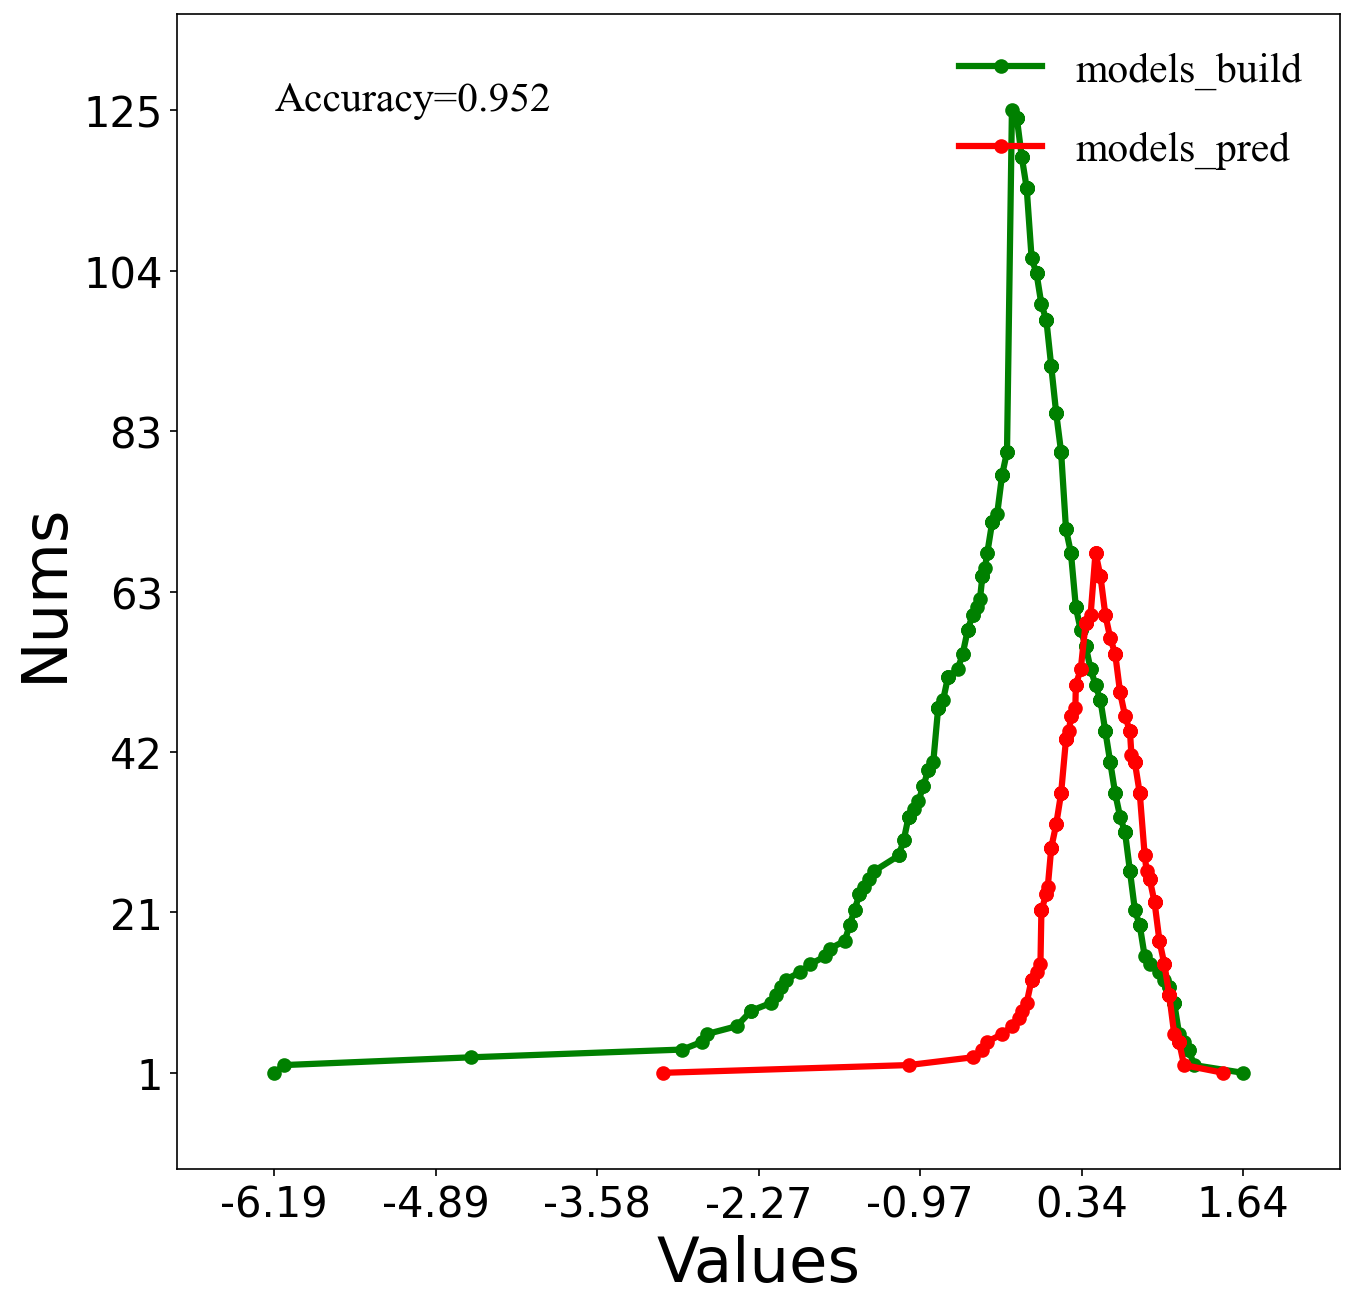 Accuracy=0.952
models_build
models_pred
125
104
83
63
42
21
1
Nums
-6.19 -4.89 -3.58 -2.27 -0.97 0.34 1.64
Values